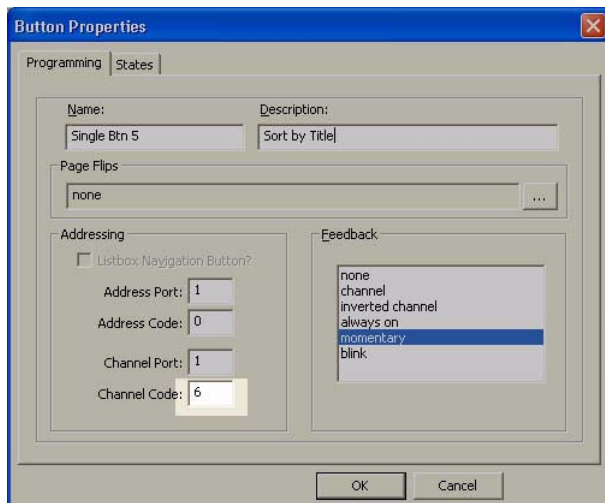 Button Properties
Programming
States
Name:
Description:
Single Btn 5
Sort by Title
Page Flips
none
...
Addressing
Listbox Navigation Button?
Address Port: 1
Address Code: 0
Channel Port: 1
Channel Code: 6
Feedback
none
channel
inverted channel
always on
momentary
blink
OK
Cancel